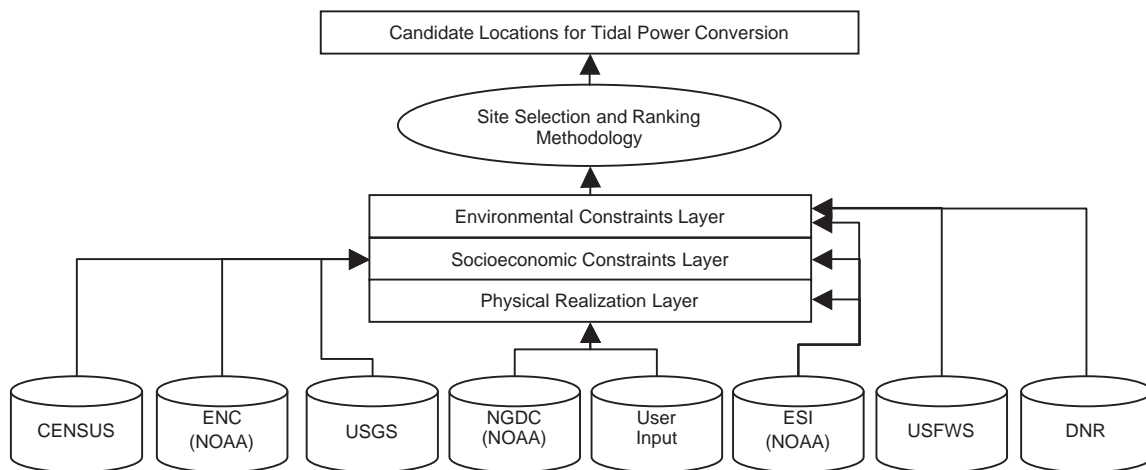 Candidate Locations for Tidal Power Conversion
Site Selection and Ranking
Methodology
Environmental Constraints Layer
Socioeconomic Constraints Layer
Physical Realization Layer
CENSUS
ENC
(NOAA)
USGS
NGDC
(NOAA)
User
Input
ESI
(NOAA)
USFWS
DNR